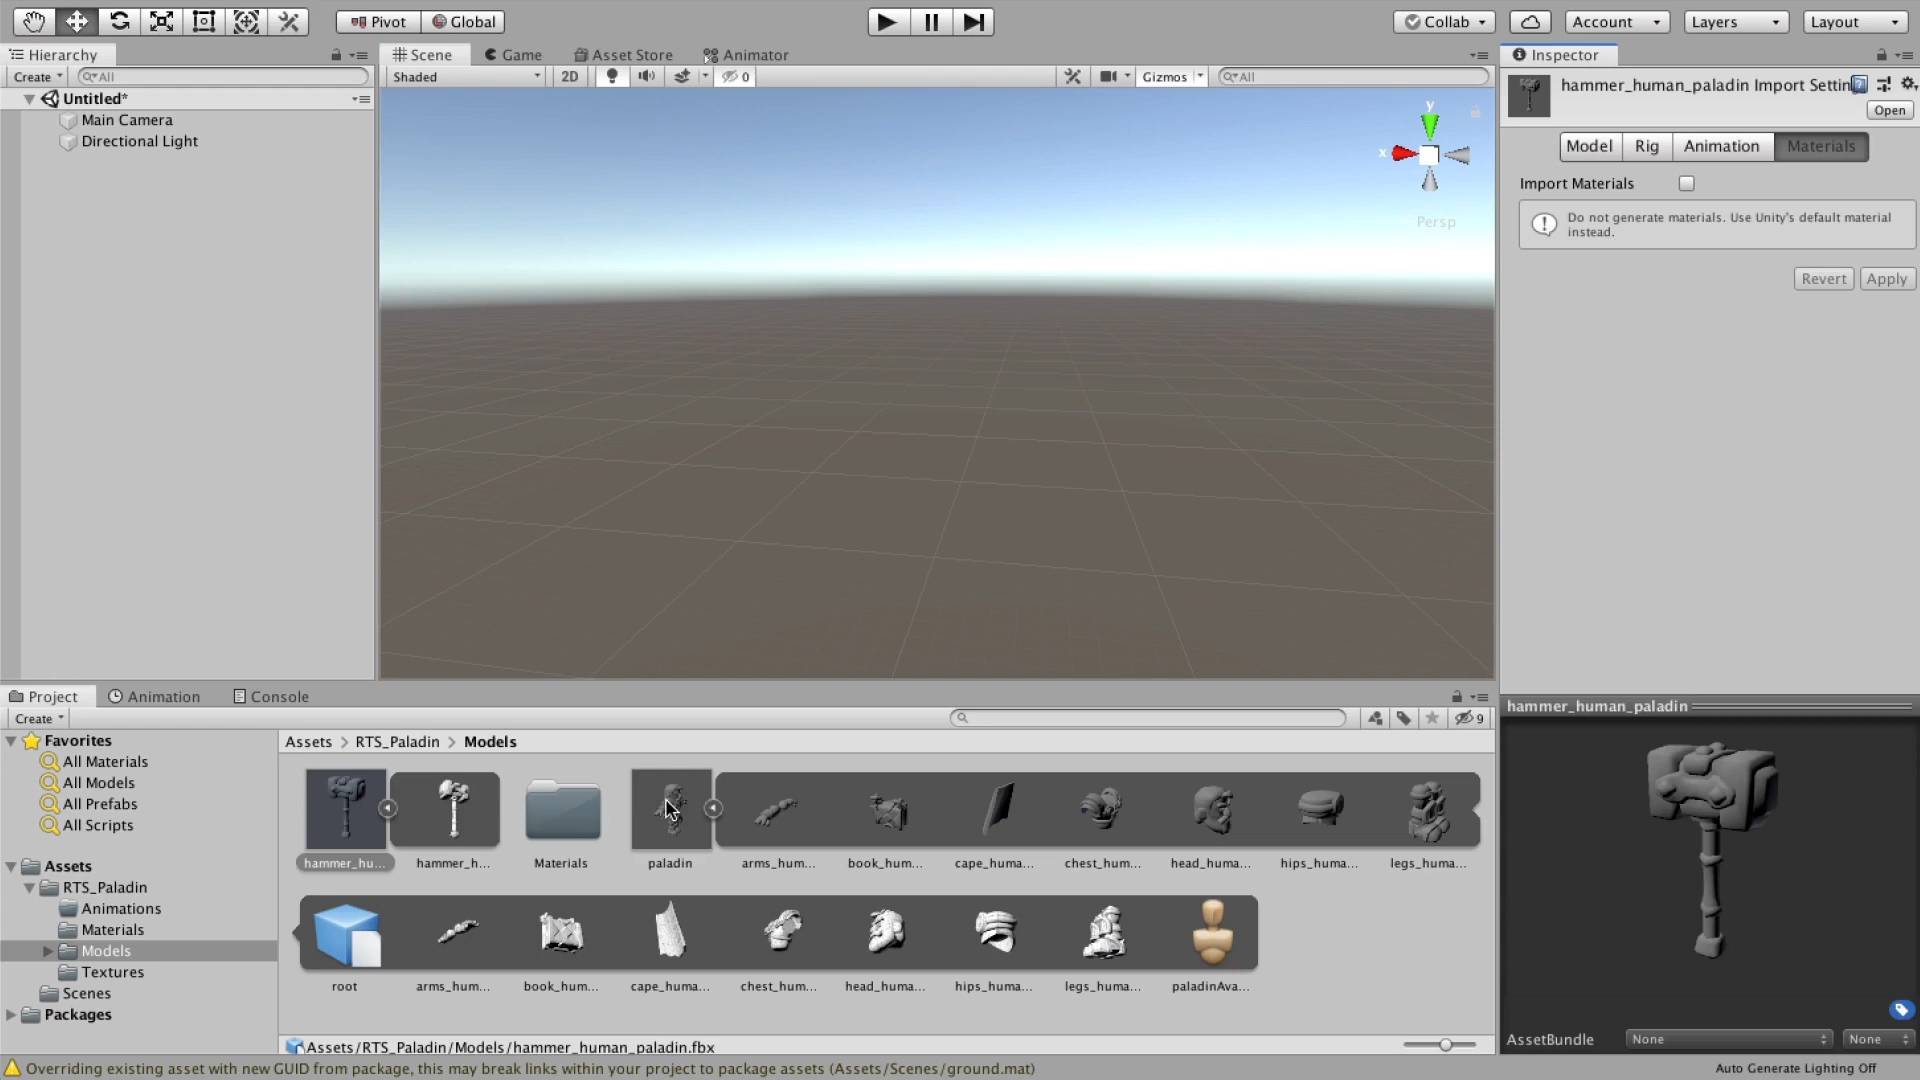 Pivot Global Collab Account Layers Layout
Hierarchy Scene Game Asset Store Animator Inspector
Create All Shaded 2D 0 Gizmos All
Untitled*
Main Camera
Directional Light
y
x
Persp
hammer_human_paladin Import Settin
Open
Model Rig Animation Materials
Import Materials
Do not generate materials. Use Unity's default material
instead.
Revert Apply
Project Animation Console
Create 9
Favorites
All Materials
All Models
All Prefabs
All Scripts
Assets
RTS_Paladin
Animations
Materials
Models
Textures
Scenes
Packages
Assets > RTS_Paladin > Models
hammer_hu... hammer_h... Materials paladin arms_hum... book_hum... cape_huma... chest_hum... head_huma... hips_huma... legs_huma...
root arms_hum... book_hum... cape_huma... chest_hum... head_huma... hips_huma... legs_huma... paladinAva...
Assets/RTS_Paladin/Models/hammer_human_paladin.fbx
hammer_human_paladin
AssetBundle None None
Overriding existing asset with new GUID from package, this may break links within your project to package assets (Assets/Scenes/ground.mat)
Auto Generate Lighting Off